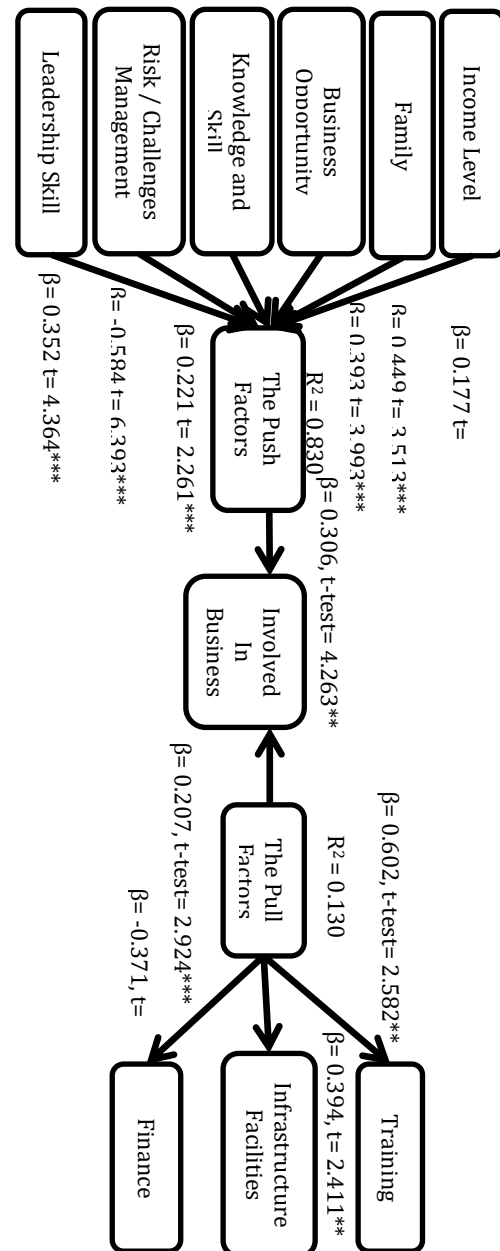 Income Level
Family
Business
Opportunity
Knowledge and
Skill
Risk / Challenges
Management
Leadership Skill
β= 0.177 t=
β= 0.449 t= 3.513***
β= 0.393 t= 3.993***
β= 0.221 t= 2.261***
β= -0.584 t= 6.393***
β= 0.352 t= 4.364***
R² = 0.830
The Push
Factors
β= 0.306, t-test= 4.263**
Involved
In
Business
β= 0.207, t-test= 2.924***
R² = 0.130
The Pull
Factors
β= 0.602, t-test= 2.582**
β= 0.394, t= 2.411**
β= -0.371, t=
Training
Infrastructure
Facilities
Finance